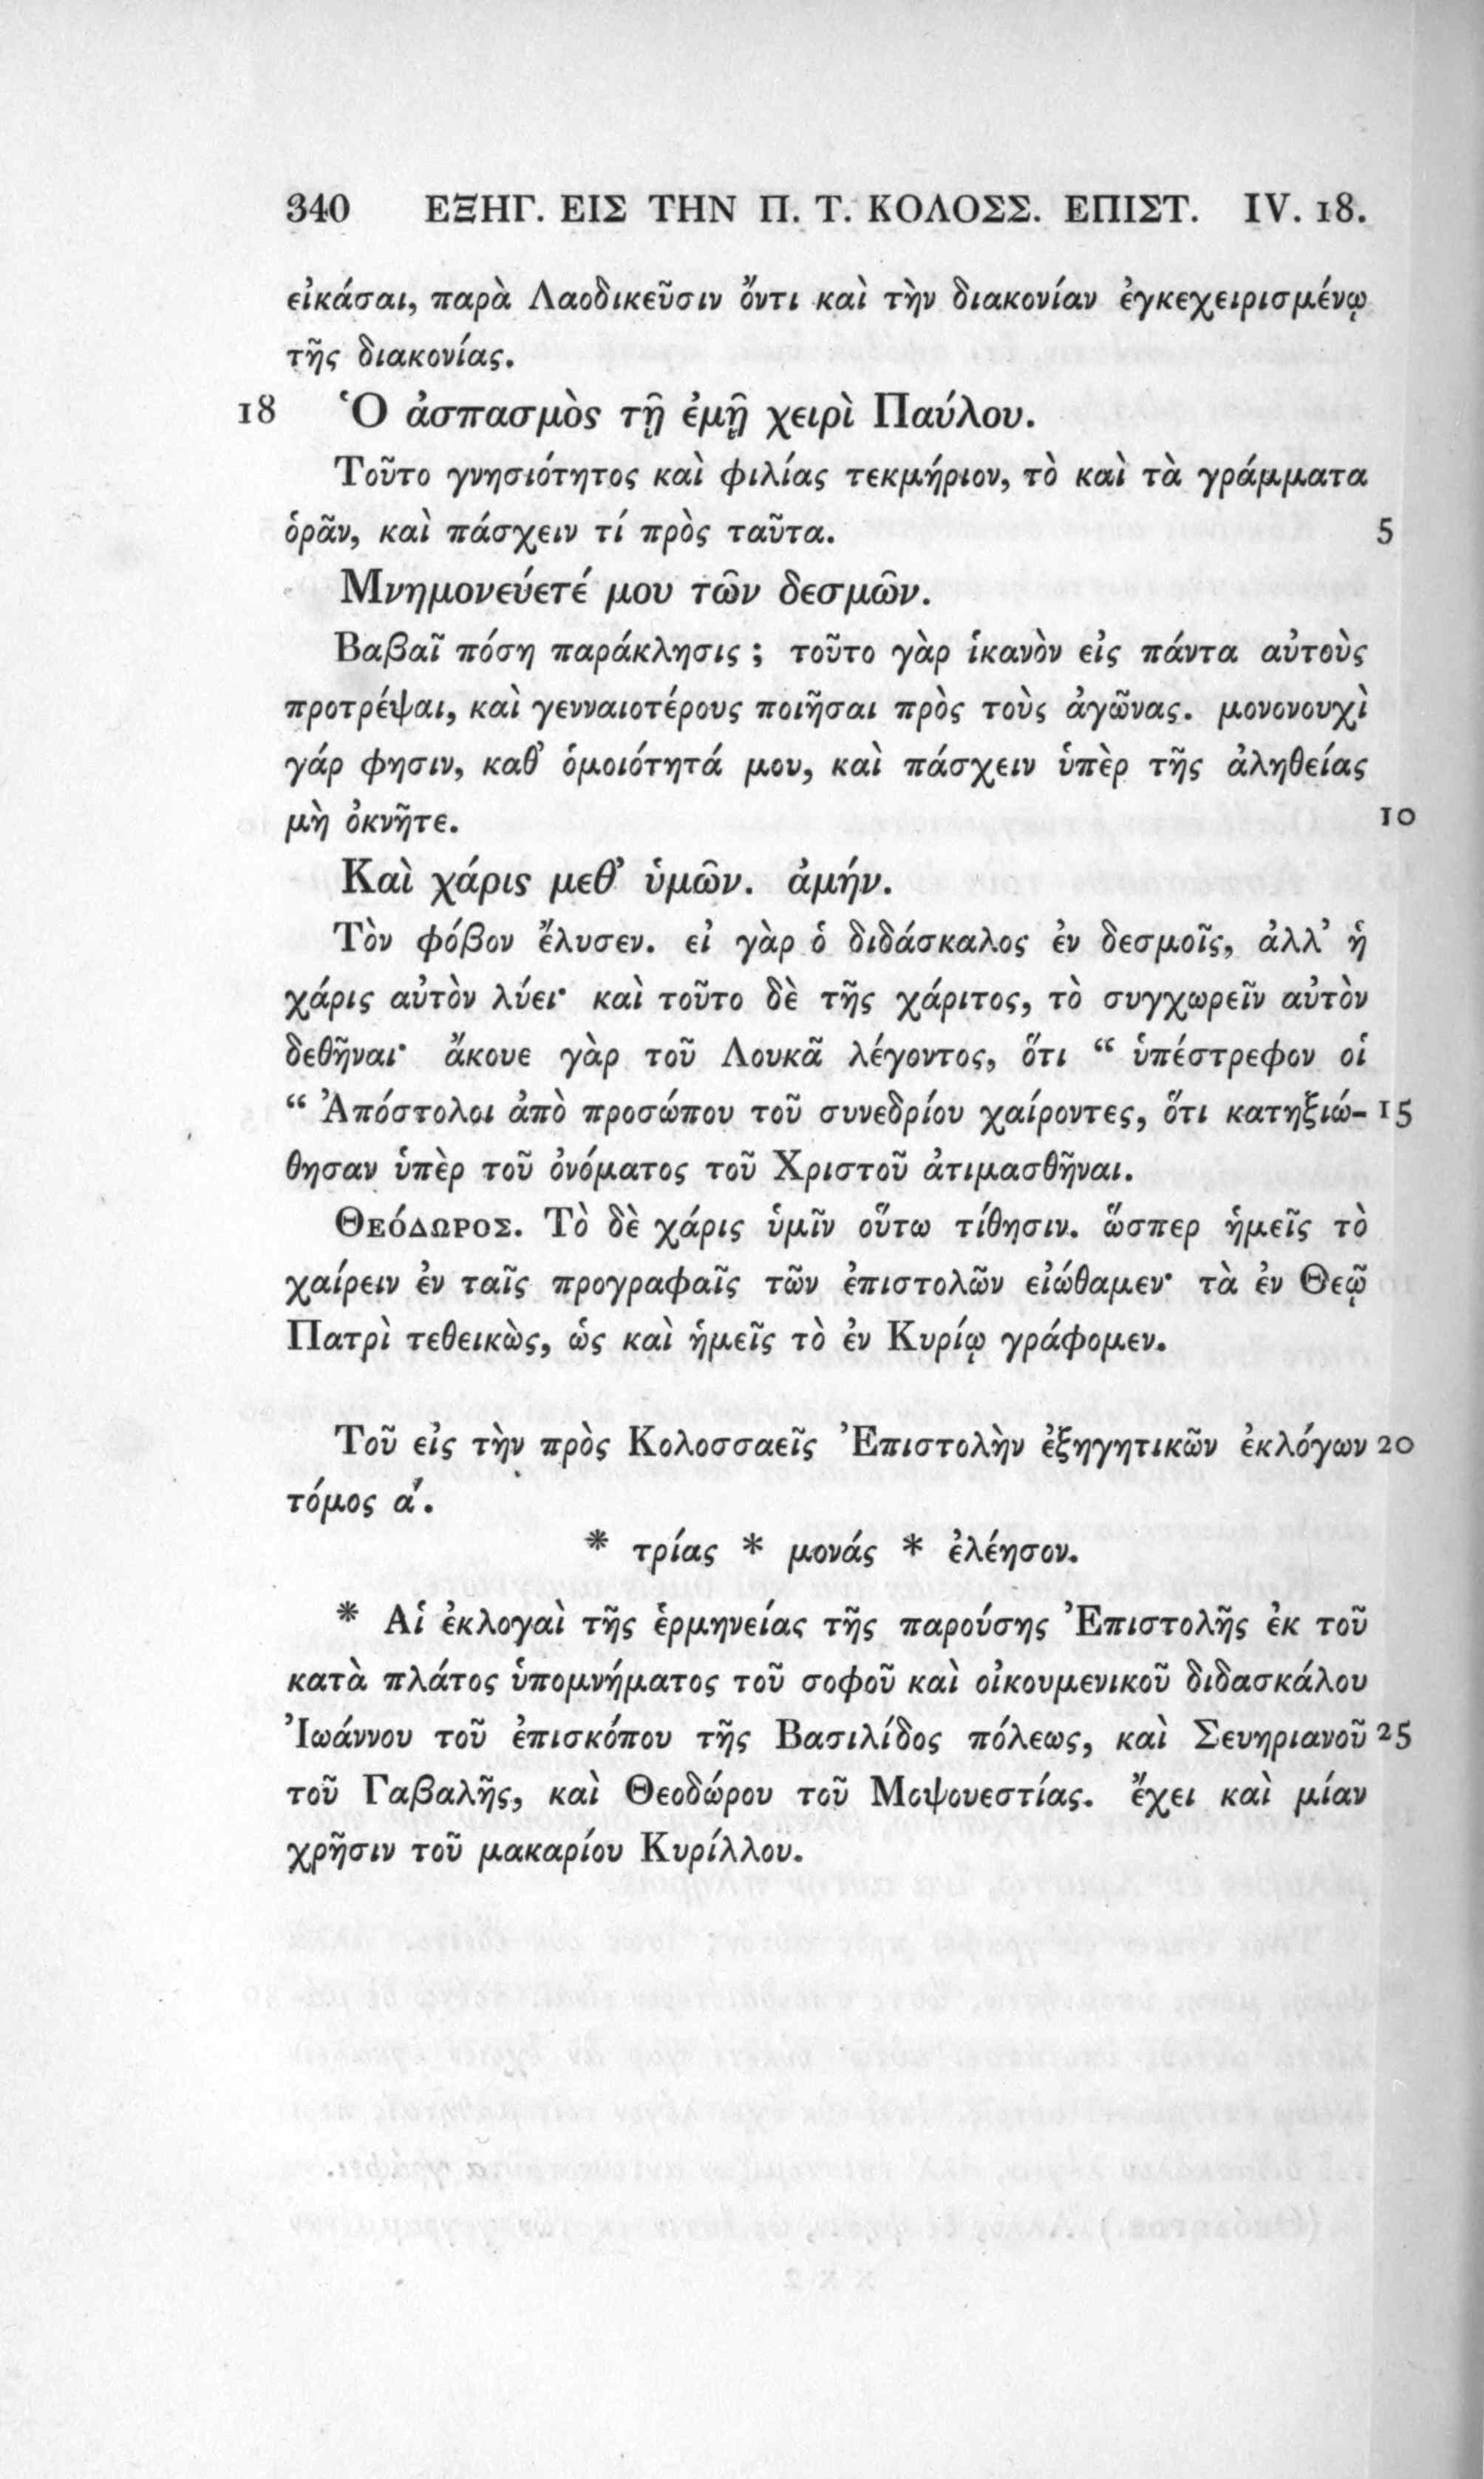 340 ΕΞΗΓ. ΕΙΣ ΤΗΝ Π. Τ. ΚΟΛΟΣΣ. ΕΠΙΣΤ. IV. 18.
εἰκάσαι, παρὰ Λαοδικεῦσιν ὄντι καὶ τὴν διακονίαν ἐγκεχειρισμένῳ
τῆς διακονίας.
18 Ὁ ἀσπασμὸς τῇ ἐμῇ χειρὶ Παύλου.
Τοῦτο γνησιότητος καὶ φιλίας τεκμήριον, τὸ καὶ τὰ γράμματα
ὁρᾶν, καὶ πάσχειν τί πρὸς ταῦτα. 5
Μνημονεύετέ μου τῶν δεσμῶν.
Βαβαῖ πόση παράκλησις ; τοῦτο γὰρ ἱκανὸν εἰς πάντα αὐτοὺς
προτρέψαι, καὶ γενναιοτέρους ποιῆσαι πρὸς τοὺς ἀγῶνας. μονονουχὶ
γάρ φησιν, καθ᾽ ὁμοιότητά μου, καὶ πάσχειν ὑπὲρ τῆς ἀληθείας
μὴ ὀκνῆτε. 10
Καὶ χάρις μεθ᾽ ὑμῶν. ἀμήν.
Τὸν φόβον ἔλυσεν. εἰ γὰρ ὁ διδάσκαλος ἐν δεσμοῖς, ἀλλ᾽ ἡ
χάρις αὐτὸν λύει· καὶ τοῦτο δὲ τῆς χάριτος, τὸ συγχωρεῖν αὐτὸν
δεθῆναι· ἄκουε γὰρ τοῦ Λουκᾶ λέγοντος, ὅτι “ ὑπέστρεφον οἱ
“ Ἀπόστολοι ἀπὸ προσώπου τοῦ συνεδρίου χαίροντες, ὅτι κατηξιώ- 15
θησαν ὑπὲρ τοῦ ὀνόματος τοῦ Χριστοῦ ἀτιμασθῆναι.
Θεόδωρος. Τὸ δὲ χάρις ὑμῖν οὕτω τίθησιν. ὥσπερ ἡμεῖς τὸ
χαίρειν ἐν ταῖς προγραφαῖς τῶν ἐπιστολῶν εἰώθαμεν· τὰ ἐν Θεῷ
Πατρὶ τεθεικὼς, ὡς καὶ ἡμεῖς τὸ ἐν Κυρίῳ γράφομεν.
Τοῦ εἰς τὴν πρὸς Κολοσσαεῖς Ἐπιστολὴν ἐξηγητικῶν ἐκλόγων 20
τόμος α΄.
* τρίας * μονάς * ἐλέησον.
* Αἱ ἐκλογαὶ τῆς ἑρμηνείας τῆς παρούσης Ἐπιστολῆς ἐκ τοῦ
κατὰ πλάτος ὑπομνήματος τοῦ σοφοῦ καὶ οἰκουμενικοῦ διδασκάλου
Ἰωάννου τοῦ ἐπισκόπου τῆς Βασιλίδος πόλεως, καὶ Σευηριανοῦ 25
τοῦ Γαβαλῆς, καὶ Θεοδώρου τοῦ Μοψουεστίας. ἔχει καὶ μίαν
χρῆσιν τοῦ μακαρίου Κυρίλλου.